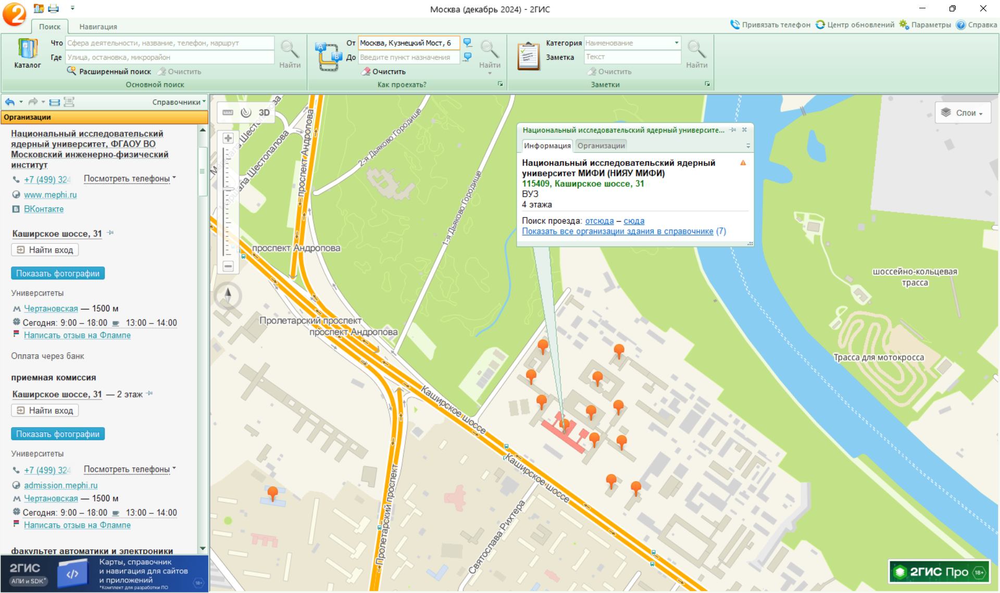 Москва (декабрь 2024) - 2ГИС
Поиск
Навигация
Привязать телефон
Центр обновлений
Параметры
Справка
Каталог
Что
Сфера деятельности, название, телефон, маршрут
Где
Улица, остановка, микрорайон
Расширенный поиск
Очистить
Найти
Основной поиск
От
Москва, Кузнецкий Мост, 6
До
Введите пункт назначения
Очистить
Найти
Как проехать?
Категория
Наименование
Заметка
Текст
Очистить
Найти
Заметки
Справочники
Организации
Национальный исследовательский
ядерный университет, ФГАОУ ВО
Московский инженерно-физический
институт
+7 (499) 324
Посмотреть телефоны
www.mephi.ru
ВКонтакте
Каширское шоссе, 31
Найти вход
Показать фотографии
Университеты
Чертановская — 1500 м
Сегодня: 9:00 – 18:00 13:00 – 14:00
Написать отзыв на Флампе
Оплата через банк
приемная комиссия
Каширское шоссе, 31 — 2 этаж
Найти вход
Показать фотографии
Университеты
+7 (499) 324
Посмотреть телефоны
admission.mephi.ru
Чертановская — 1500 м
Сегодня: 9:00 – 18:00 13:00 – 14:00
Написать отзыв на Флампе
факультет автоматики и электроники
2ГИС
АПИ и SDK*
Карты, справочник
и навигация для сайтов
и приложений
*Комплект для разработки ПО
18+
3D
Слои
Национальный исследовательский ядерный университе...
Информация
Организации
Национальный исследовательский ядерный
университет МИФИ (НИЯУ МИФИ)
115409, Каширское шоссе, 31
ВУЗ
4 этажа
Поиск проезда: отсюда – сюда
Показать все организации здания в справочнике (7)
Маршала Шестопалова
проспект Андропова
проспект Андропова
2-я Дьяково Городище
1-я Дьяково Городище
проспект Андропова
Пролетарский проспект
проспект Андропова
Каширское шоссе
Каширское шоссе
Пролетарский проспект
Святослава Рихтера
шоссейно-кольцевая
трасса
Трасса для мотокросса
2ГИС Про 18+